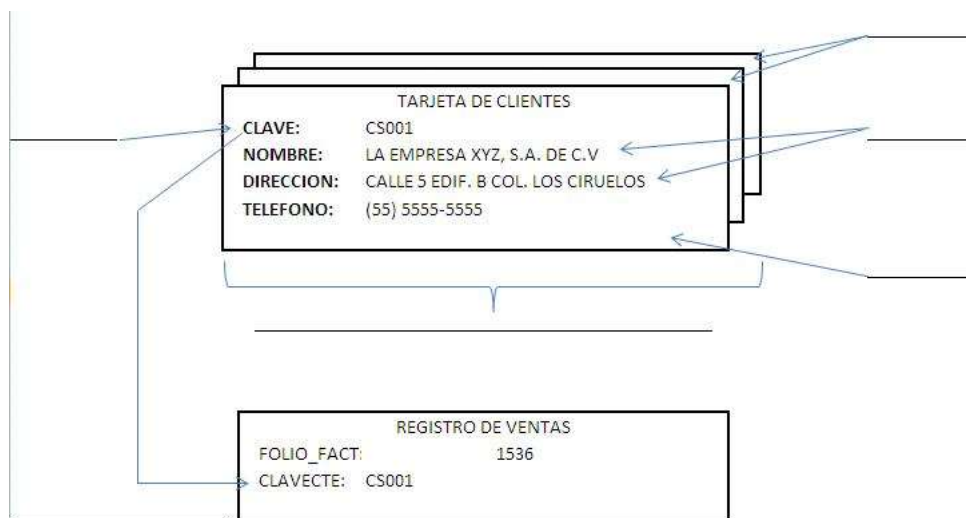 TARJETA DE CLIENTES
CLAVE: CS001
NOMBRE: LA EMPRESA XYZ, S.A. DE C.V
DIRECCION: CALLE 5 EDIF. B COL. LOS CIRUELOS
TELEFONO: (55) 5555-5555
REGISTRO DE VENTAS
FOLIO_FACT: 1536
CLAVECTE: CS001